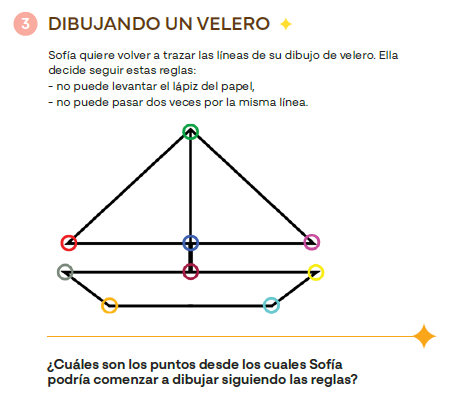 3 DIBUJANDO UN VELERO
Sofía quiere volver a trazar las líneas de su dibujo de velero. Ella
decide seguir estas reglas:
- no puede levantar el lápiz del papel,
- no puede pasar dos veces por la misma línea.
¿Cuáles son los puntos desde los cuales Sofía
podría comenzar a dibujar siguiendo las reglas?